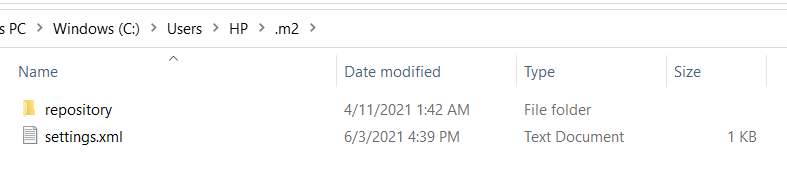 s PC > Windows (C:) > Users > HP > .m2 >
Name Date modified Type Size
repository 4/11/2021 1:42 AM File folder
settings.xml 6/3/2021 4:39 PM Text Document 1 KB